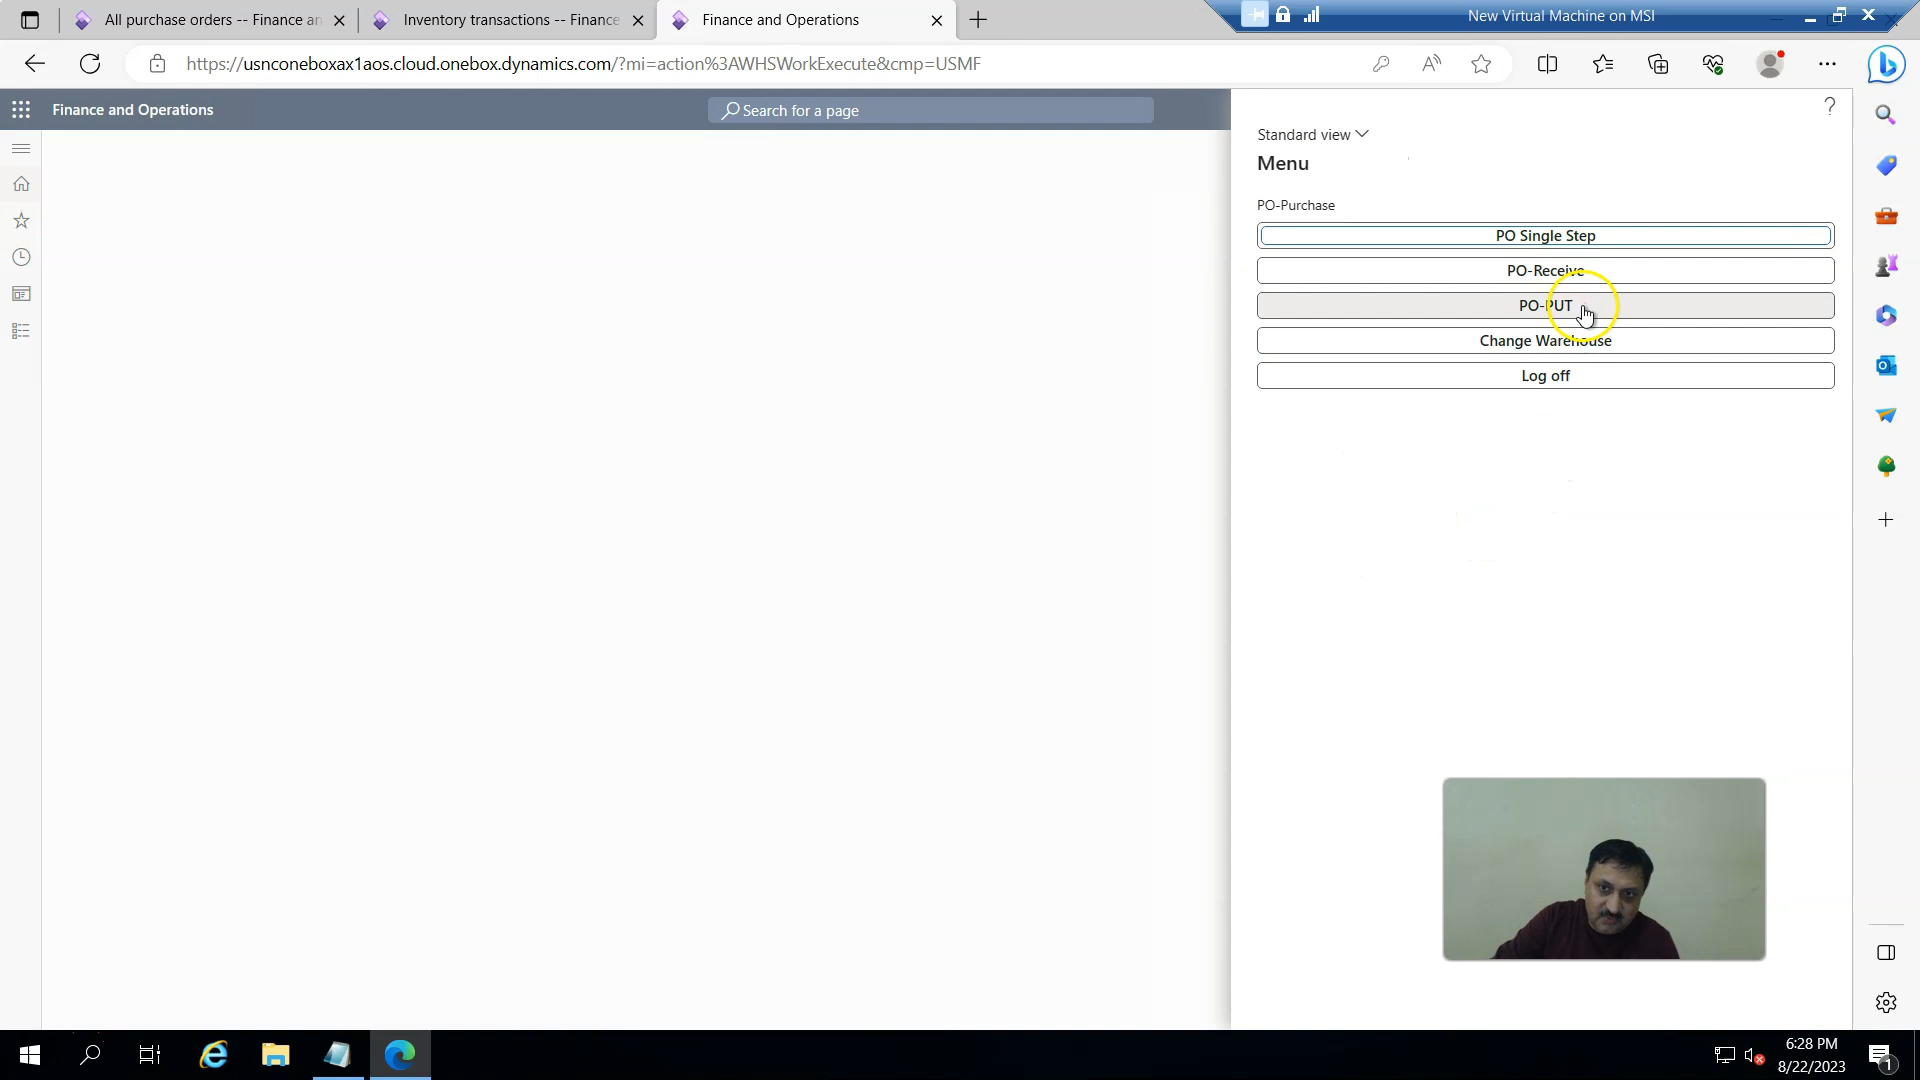 All purchase orders -- Finance an
Inventory transactions -- Finance
Finance and Operations
New Virtual Machine on MSI
https://usnconeboxax1aos.cloud.onebox.dynamics.com/?mi=action%3AWHSWorkExecute&cmp=USMF
Finance and Operations
Search for a page
?
Standard view
Menu
PO-Purchase
PO Single Step
PO-Receive
PO-PUT
Change Warehouse
Log off
6:28 PM
8/22/2023
1